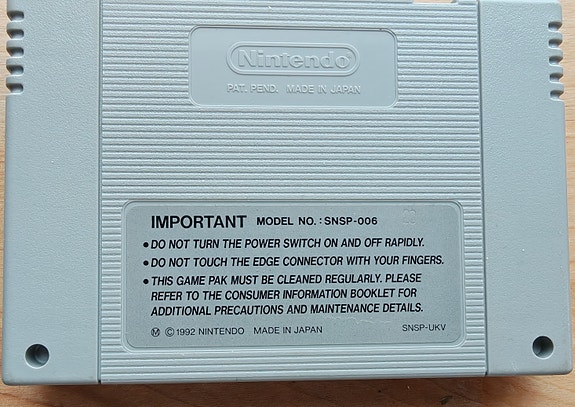 Nintendo
PAT. PEND. MADE IN JAPAN
IMPORTANT MODEL NO. : SNSP-006
• DO NOT TURN THE POWER SWITCH ON AND OFF RAPIDLY.
• DO NOT TOUCH THE EDGE CONNECTOR WITH YOUR FINGERS.
• THIS GAME PAK MUST BE CLEANED REGULARLY. PLEASE
REFER TO THE CONSUMER INFORMATION BOOKLET FOR
ADDITIONAL PRECAUTIONS AND MAINTENANCE DETAILS.
Ⓜ © 1992 NINTENDO MADE IN JAPAN SNSP-UKV